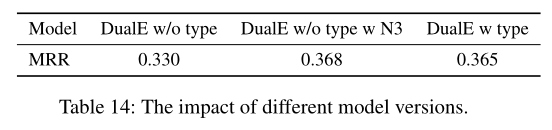 Model DualE w/o type DualE w/o type w N3 DualE w type
MRR 0.330 0.368 0.365
Table 14: The impact of different model versions.